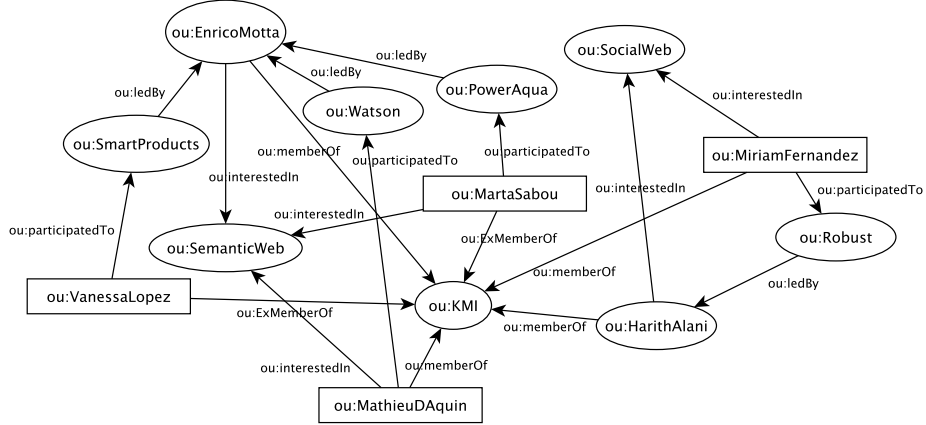 ou:EnricoMotta
ou:SocialWeb
ou:ledBy
ou:ledBy
ou:PowerAqua
ou:ledBy
ou:interestedIn
ou:Watson
ou:SmartProducts
ou:memberOf
ou:participatedTo
ou:participatedTo
ou:MiriamFernandez
ou:interestedIn
ou:interestedIn
ou:participatedTo
ou:MartaSabou
ou:interestedIn
ou:participatedTo
ou:ExMemberOf
ou:Robust
ou:SemanticWeb
ou:memberOf
ou:ledBy
ou:VanessaLopez
ou:KMI
ou:ExMemberOf
ou:memberOf
ou:HarithAlani
ou:interestedIn
ou:memberOf
ou:MathieuDAquin